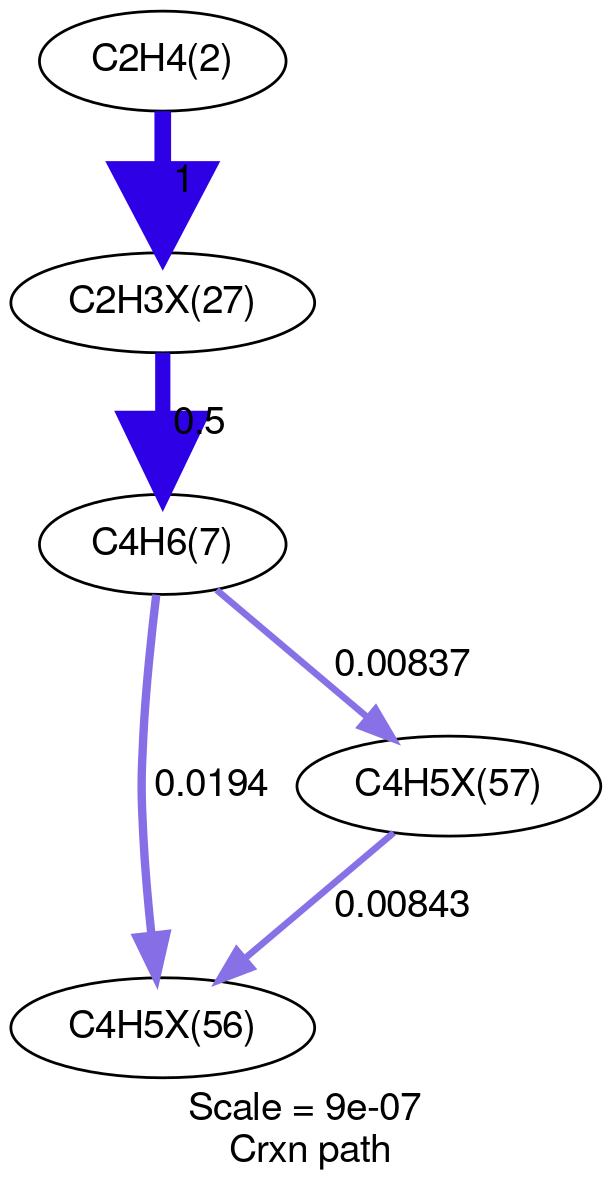 C2H4(2)
1
C2H3X(27)
0.5
C4H6(7)
0.00837
0.0194
C4H5X(57)
0.00843
C4H5X(56)
Scale = 9e-07
Crxn path